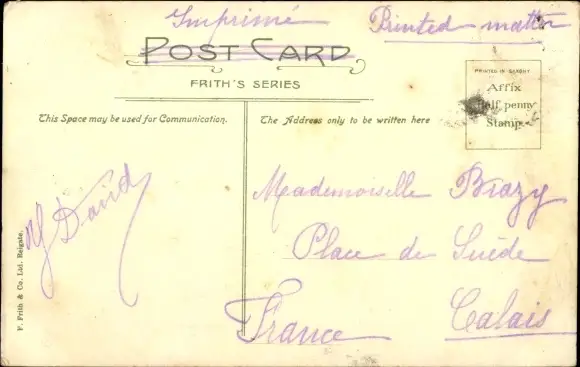 Imprimé Printed matter
POST CARD
FRITH'S SERIES
PRINTED IN SAXONY
Affix
Half penny
Stamp
This Space may be used for Communication.
The Address only to be written here
David
Mademoiselle Brazy
Place de Suède
Calais
France
F. Frith & Co. Ltd. Reigate.